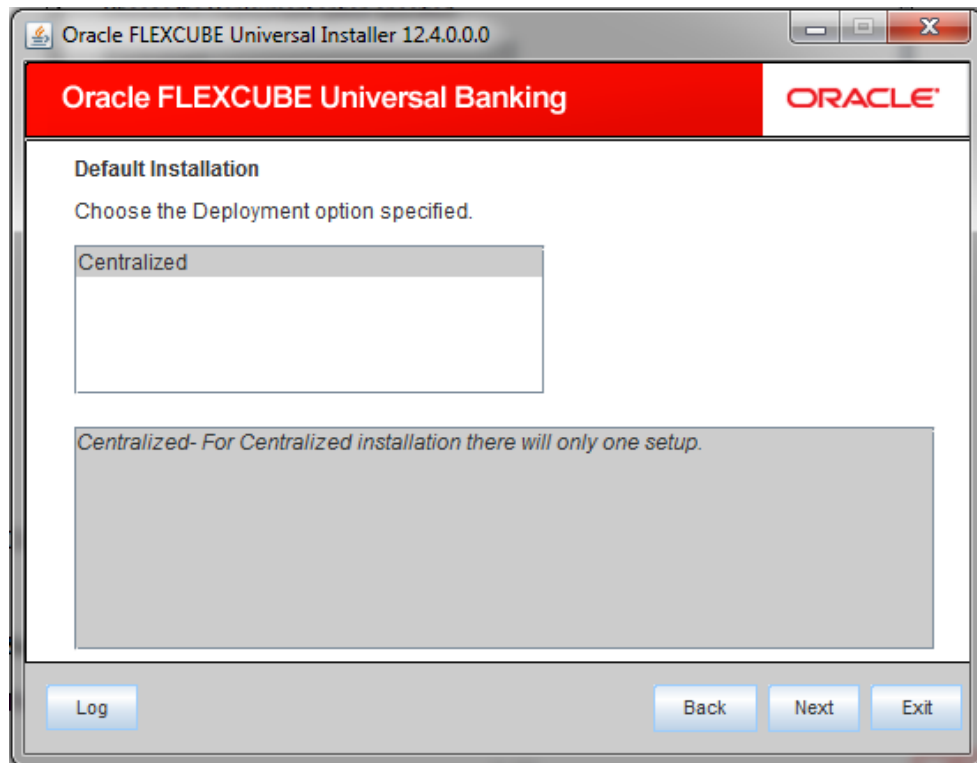 Oracle FLEXCUBE Universal Installer 12.4.0.0.0
Oracle FLEXCUBE Universal Banking
ORACLE
Default Installation
Choose the Deployment option specified.
Centralized
Centralized- For Centralized installation there will only one setup.
Log
Back
Next
Exit